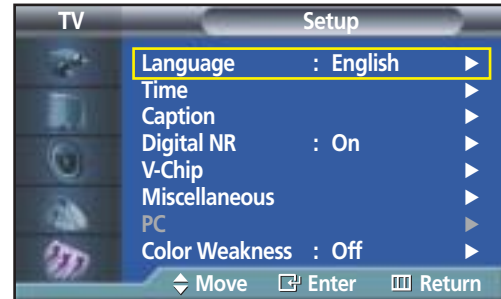 TV Setup
Language : English
Time
Caption
Digital NR : On
V-Chip
Miscellaneous
PC
Color Weakness : Off
Move Enter Return